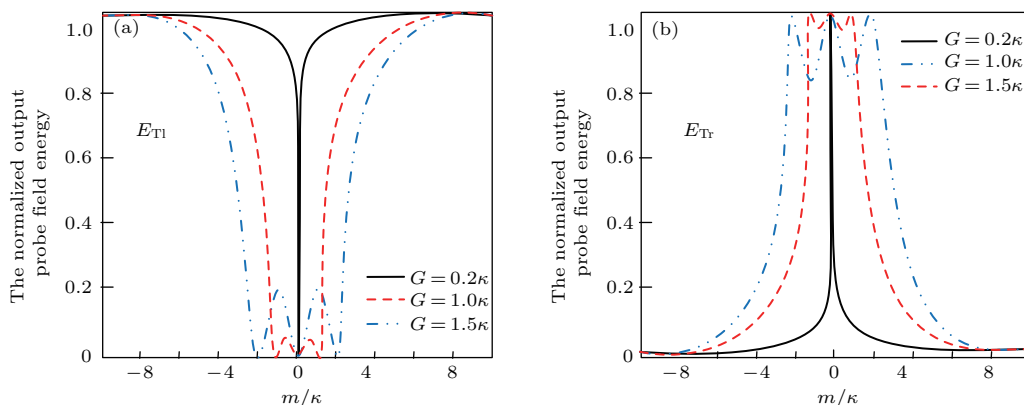 (a)
The normalized output
probe field energy
1.0
0.8
0.6
0.4
0.2
0
E_Tl
G = 0.2κ
G = 1.0κ
G = 1.5κ
−8
−4
0
4
8
m/κ
(b)
The normalized output
probe field energy
1.0
0.8
0.6
0.4
0.2
0
E_Tr
G = 0.2κ
G = 1.0κ
G = 1.5κ
−8
−4
0
4
8
m/κ